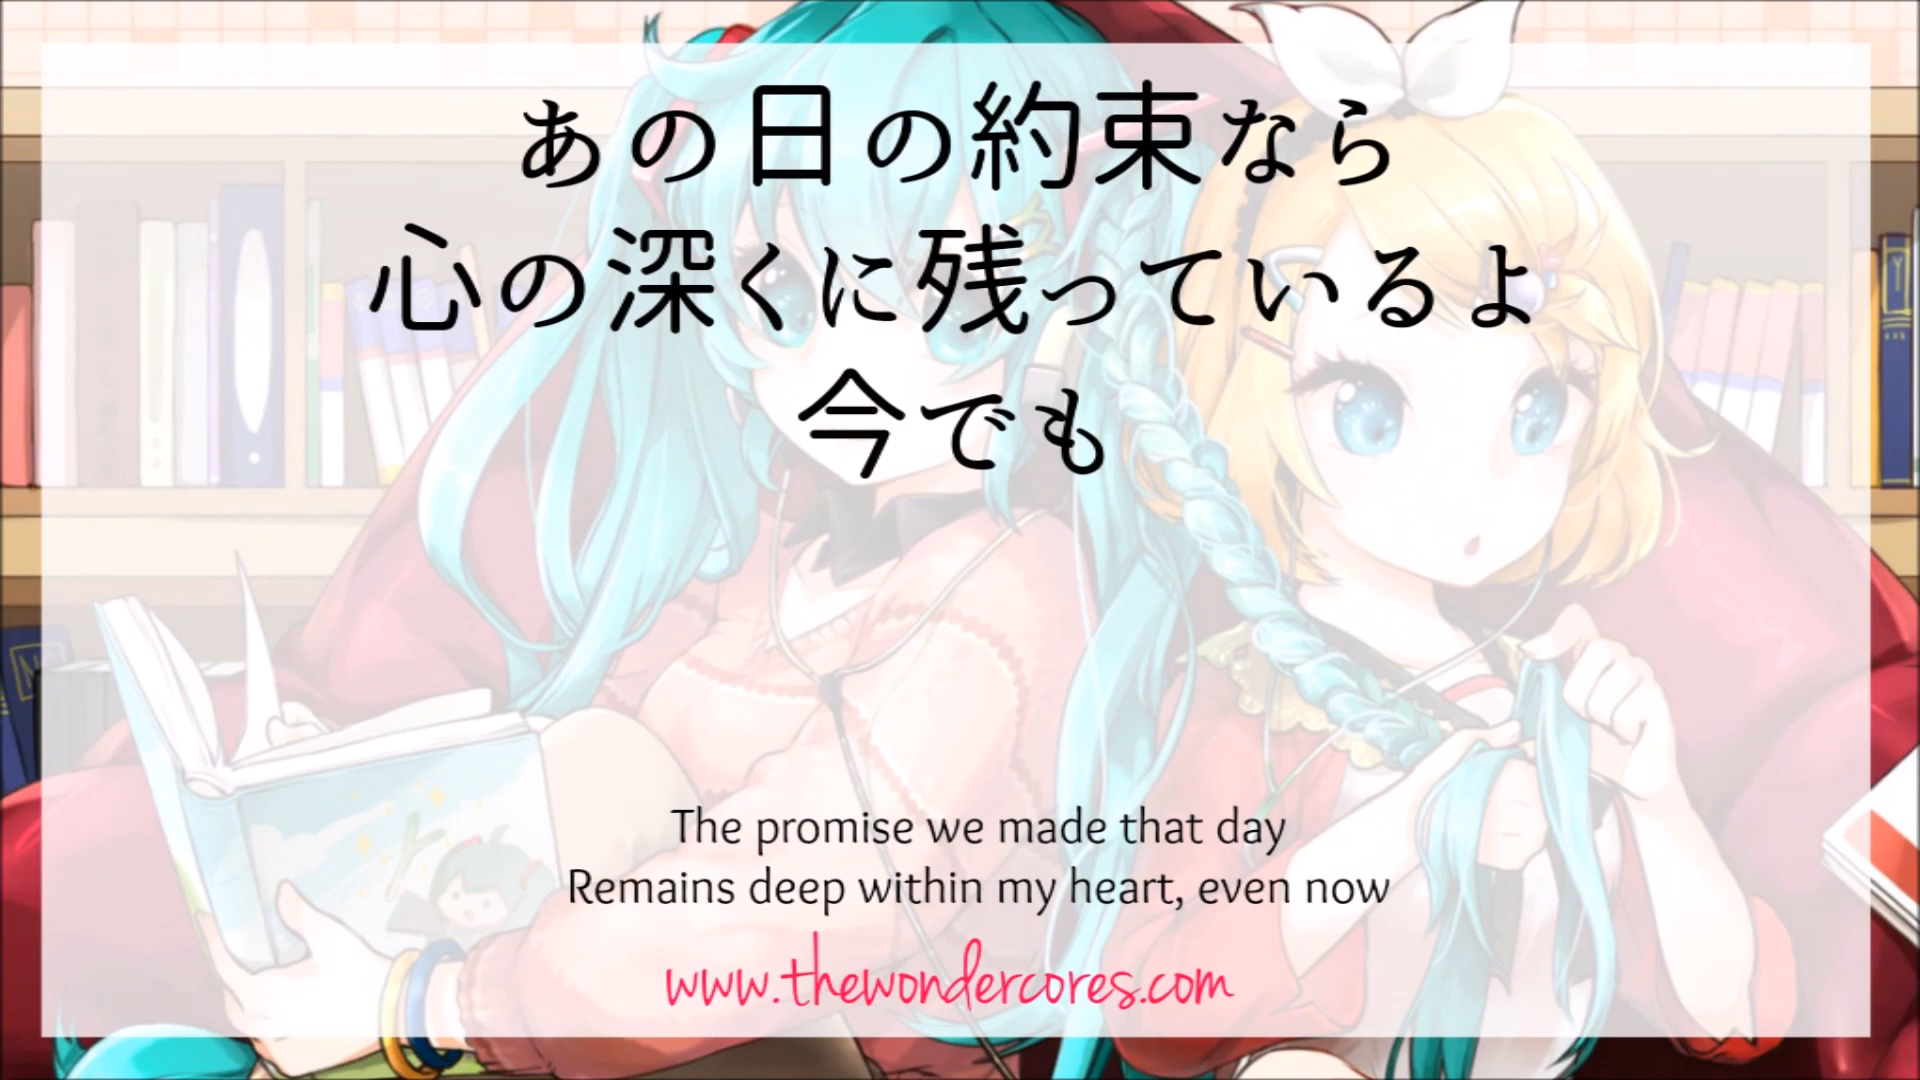 あの日の約束なら
心の深くに残っているよ
今でも
The promise we made that day
Remains deep within my heart, even now
www.thewondercores.com